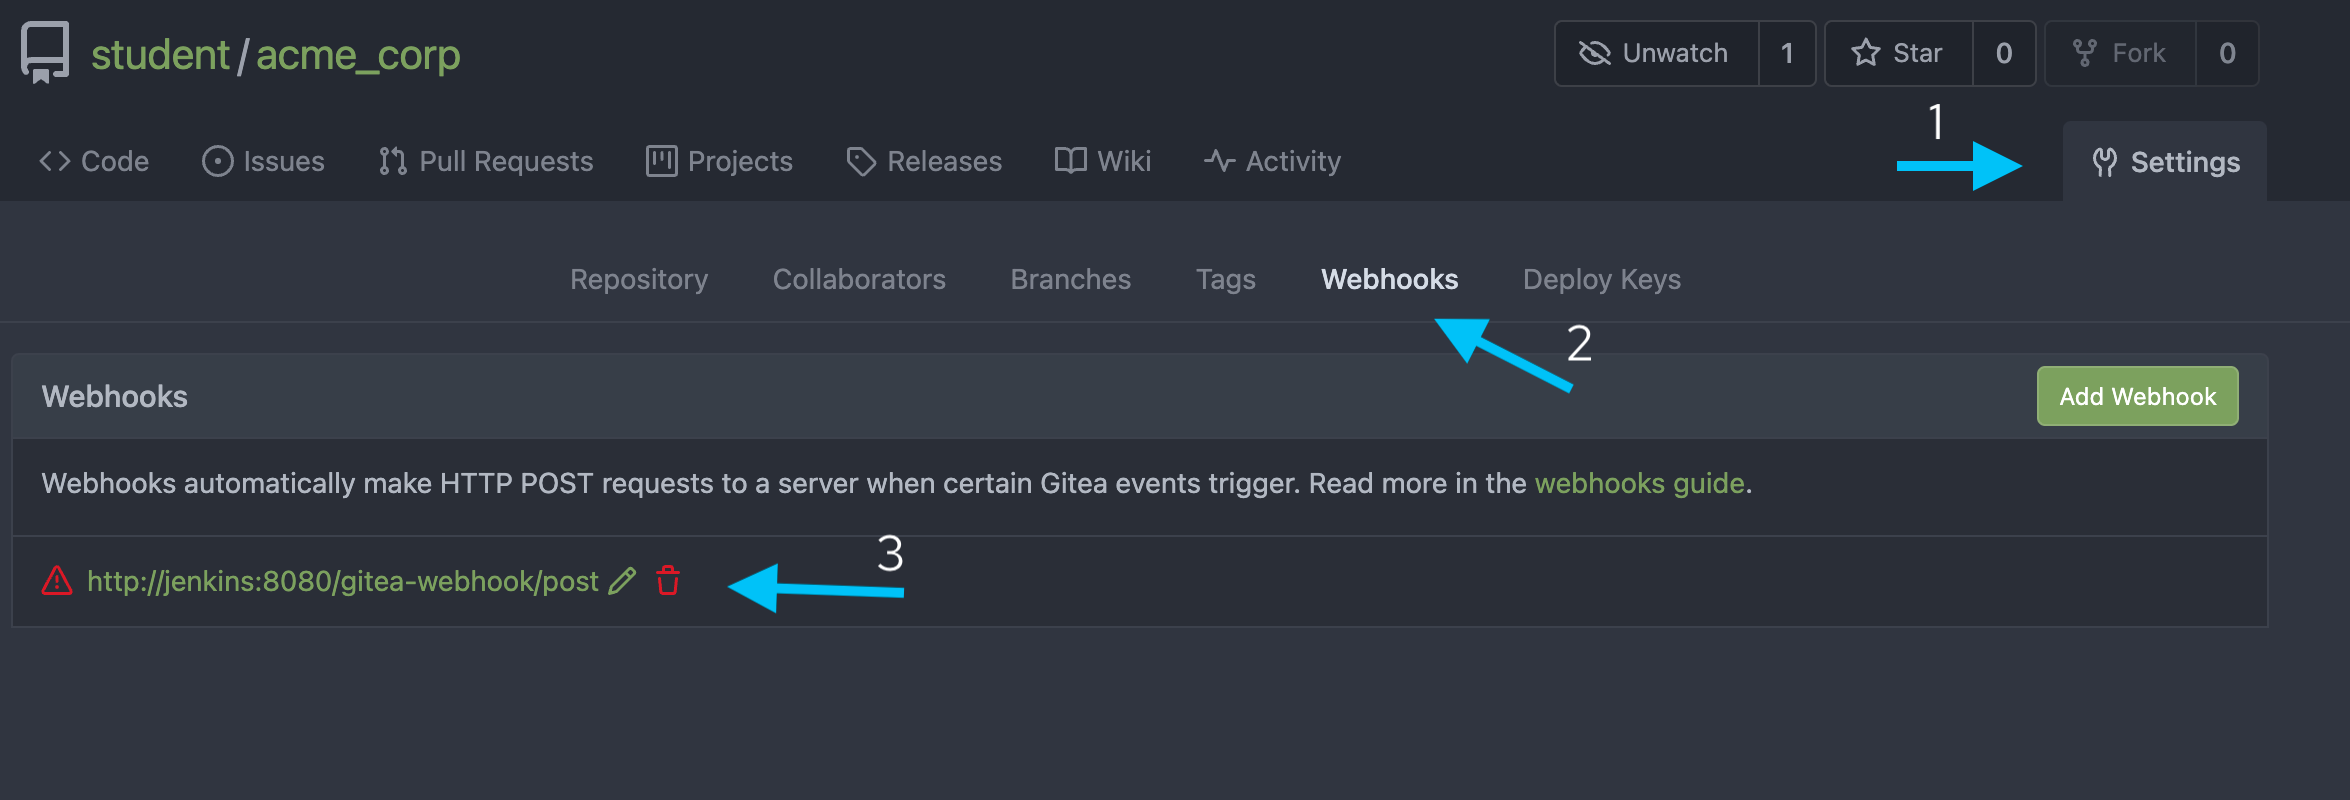 student/acme_corp
Unwatch 1 Star 0 Fork 0
1
Code Issues Pull Requests Projects Releases Wiki Activity Settings
Repository Collaborators Branches Tags Webhooks Deploy Keys
2
Webhooks Add Webhook
Webhooks automatically make HTTP POST requests to a server when certain Gitea events trigger. Read more in the webhooks guide.
3
http://jenkins:8080/gitea-webhook/post